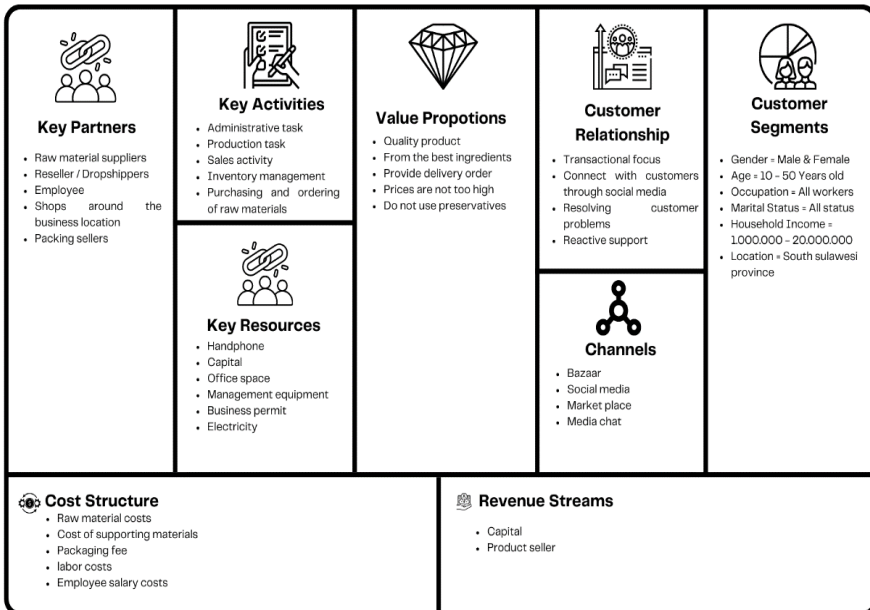 Key Partners
Raw material suppliers
Reseller / Dropshippers
Employee
Shops around the
business location
Packing sellers
Key Activities
Administrative task
Production task
Sales activity
Inventory management
Purchasing and ordering
of raw materials
Key Resources
Handphone
Capital
Office space
Management equipment
Business permit
Electricity
Value Propotions
Quality product
From the best ingredients
Provide delivery order
Prices are not too high
Do not use preservatives
Customer
Relationship
Transactional focus
Connect with customers
through social media
Resolving customer
problems
Reactive support
Channels
Bazaar
Social media
Market place
Media chat
Customer
Segments
Gender = Male & Female
Age = 10 - 50 Years old
Occupation = All workers
Marital Status = All status
Household Income =
1.000.000 - 20.000.000
Location = South sulawesi
province
Cost Structure
Raw material costs
Cost of supporting materials
Packaging fee
labor costs
Employee salary costs
Revenue Streams
Capital
Product seller